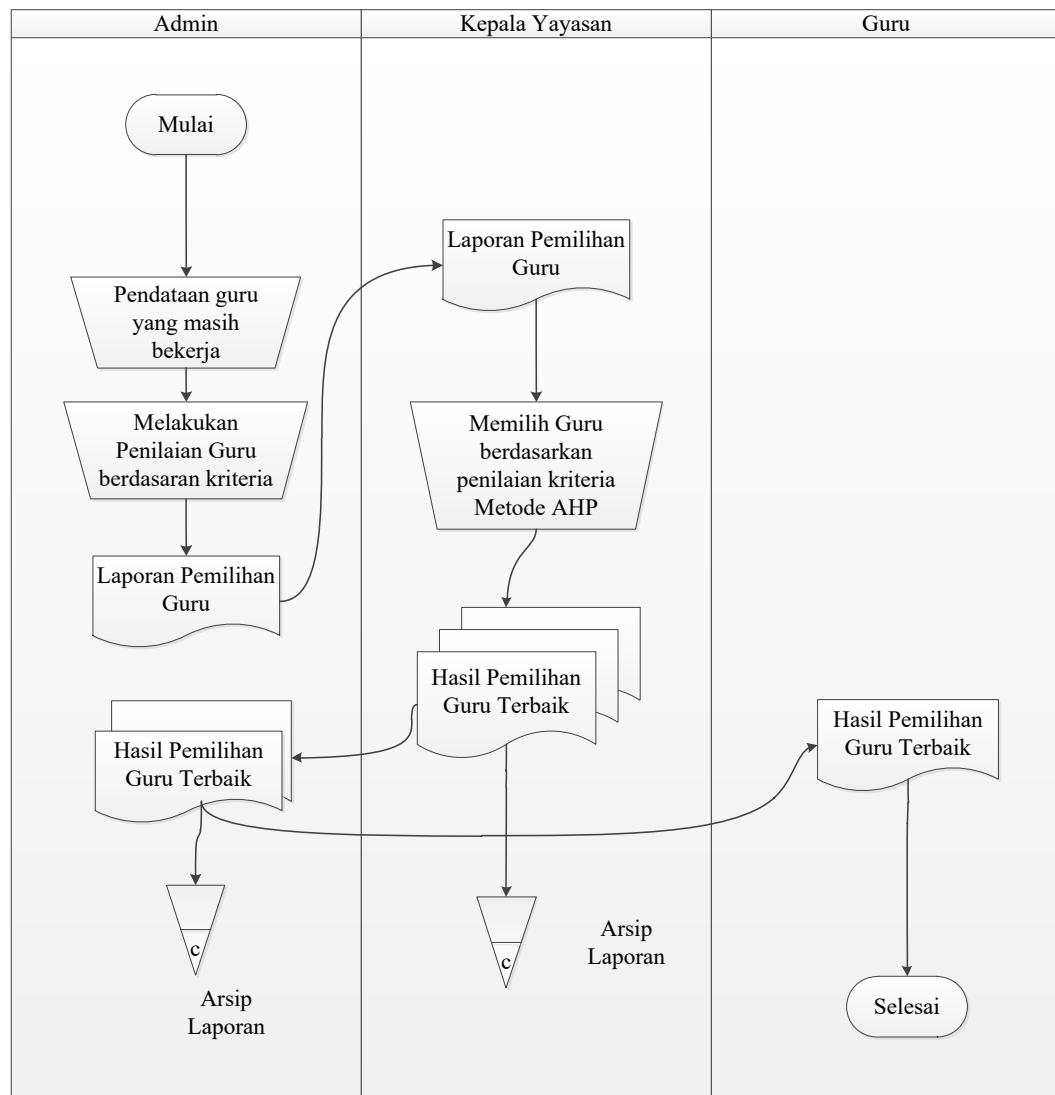 Admin
Kepala Yayasan
Guru
Mulai
Pendataan guru
yang masih
bekerja
Melakukan
Penilaian Guru
berdasaran kriteria
Laporan Pemilihan
Guru
Hasil Pemilihan
Guru Terbaik
c
Arsip
Laporan
Laporan Pemilihan
Guru
Memilih Guru
berdasarkan
penilaian kriteria
Metode AHP
Hasil Pemilihan
Guru Terbaik
c
Arsip
Laporan
Hasil Pemilihan
Guru Terbaik
Selesai